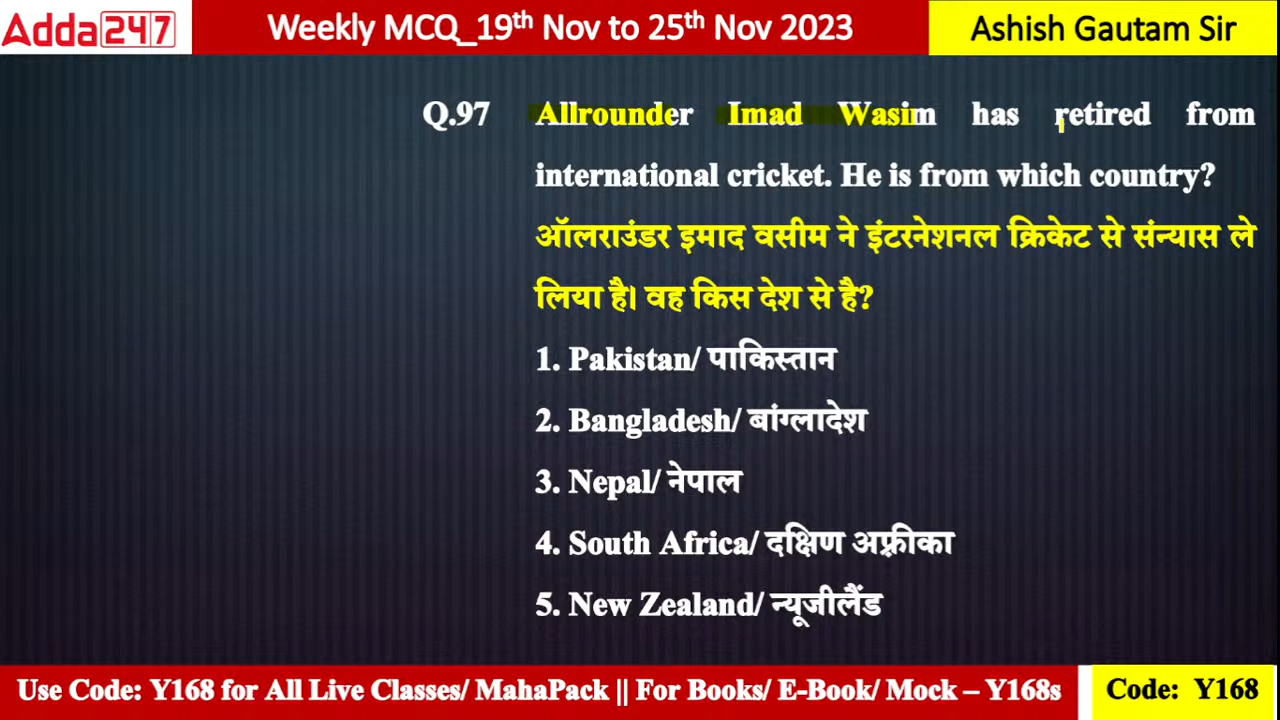 Adda247
Weekly MCQ_19th Nov to 25th Nov 2023
Ashish Gautam Sir
Q.97 Allrounder Imad Wasim has retired from
international cricket. He is from which country?
ऑलराउंडर इमाद वसीम ने इंटरनेशनल क्रिकेट से संन्यास ले
लिया है। वह किस देश से है?
1. Pakistan/ पाकिस्तान
2. Bangladesh/ बांग्लादेश
3. Nepal/ नेपाल
4. South Africa/ दक्षिण अफ़्रीका
5. New Zealand/ न्यूजीलैंड
Use Code: Y168 for All Live Classes/ MahaPack || For Books/ E-Book/ Mock – Y168s
Code: Y168